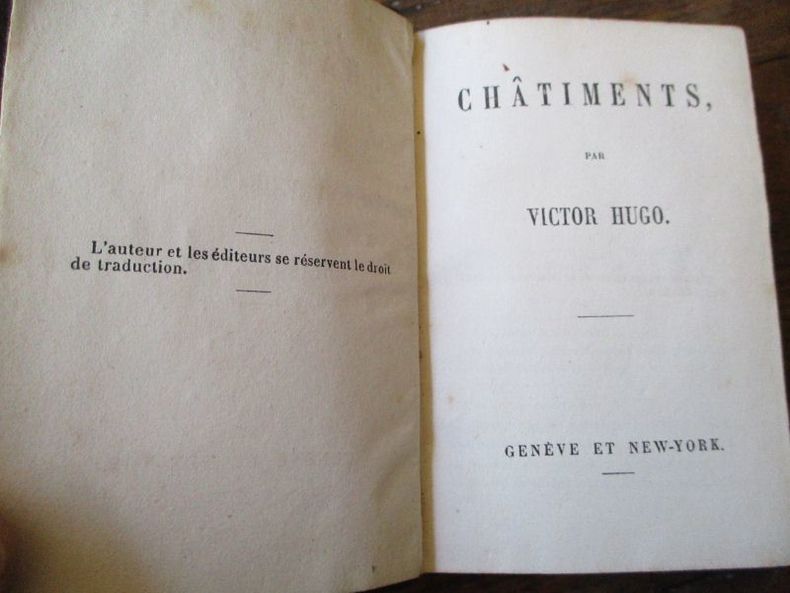 L'auteur et les éditeurs se réservent le droit
de traduction.
CHÂTIMENTS,
PAR
VICTOR HUGO.
GENÈVE ET NEW-YORK.